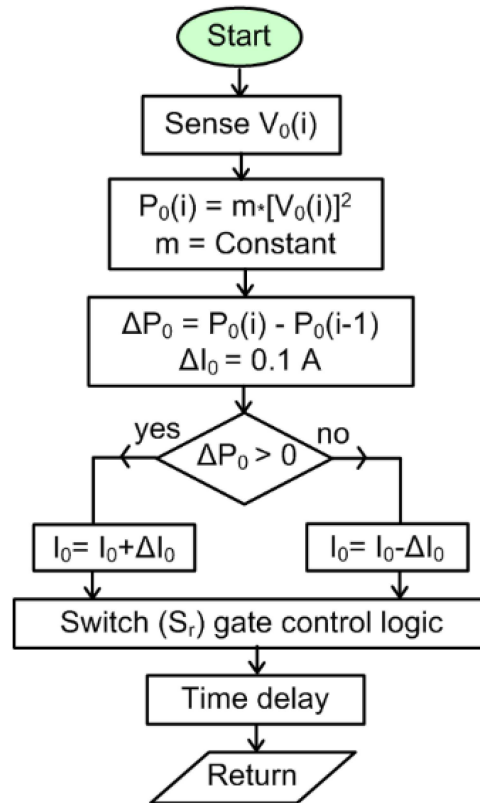 Start
Sense V₀(i)
P₀(i) = m*[V₀(i)]²
m = Constant
ΔP₀ = P₀(i) - P₀(i-1)
ΔI₀ = 0.1 A
yes
ΔP₀ > 0
no
I₀= I₀+ΔI₀
I₀= I₀-ΔI₀
Switch (Sᵣ) gate control logic
Time delay
Return